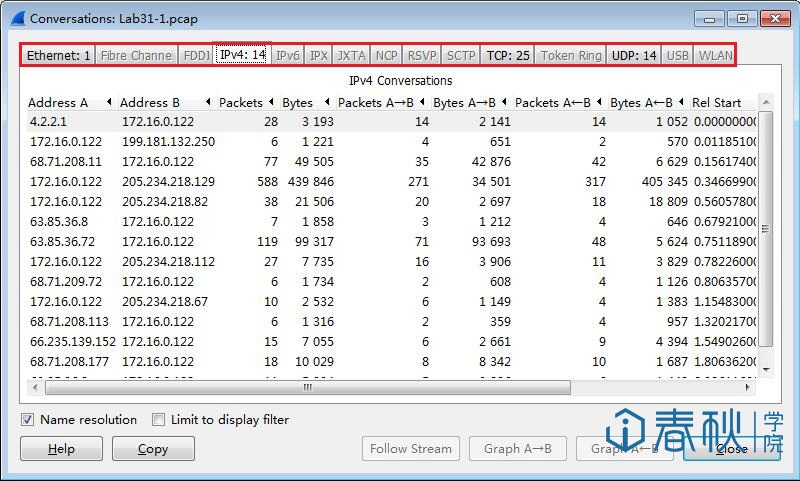 Conversations: Lab31-1.pcap
Ethernet: 1 Fibre Channe FDDI IPv4: 14 IPv6 IPX JXTA NCP RSVP SCTP TCP: 25 Token Ring UDP: 14 USB WLAN
IPv4 Conversations
Address A Address B Packets Bytes Packets A→B Bytes A→B Packets A←B Bytes A←B Rel Start
4.2.2.1 172.16.0.122 28 3 193 14 2 141 14 1 052 0.00000000
172.16.0.122 199.181.132.250 6 1 221 4 651 2 570 0.01185100
68.71.208.11 172.16.0.122 77 49 505 35 42 876 42 6 629 0.15617400
172.16.0.122 205.234.218.129 588 439 846 271 34 501 317 405 345 0.34669900
172.16.0.122 205.234.218.82 38 21 506 20 2 697 18 18 809 0.56057800
63.85.36.8 172.16.0.122 7 1 858 3 1 212 4 646 0.67921000
63.85.36.72 172.16.0.122 119 99 317 71 93 693 48 5 624 0.75118900
172.16.0.122 205.234.218.112 27 7 735 16 3 906 11 3 829 0.78226000
68.71.209.72 172.16.0.122 6 1 734 2 608 4 1 126 0.80635700
172.16.0.122 205.234.218.67 10 2 532 6 1 149 4 1 383 1.15483000
68.71.208.113 172.16.0.122 6 1 316 2 359 4 957 1.32021700
66.235.139.152 172.16.0.122 15 7 055 6 2 661 9 4 394 1.54902600
68.71.208.177 172.16.0.122 18 10 029 8 8 342 10 1 687 1.80636200
Name resolution Limit to display filter
Help Copy Follow Stream Graph A→B Graph A←B Close
春秋 学院